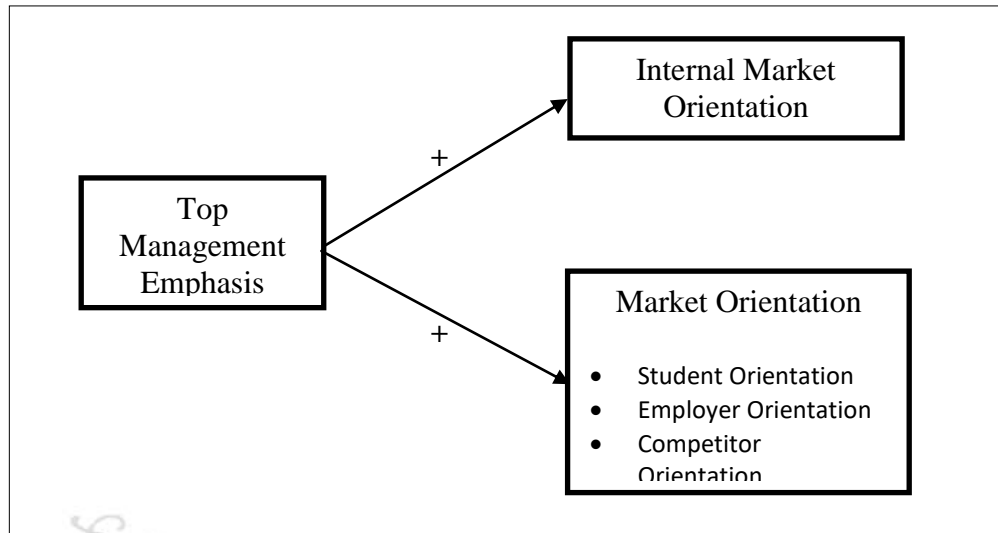 Internal Market
Orientation
+
Top
Management
Emphasis
+
Market Orientation
• Student Orientation
• Employer Orientation
• Competitor
Orientation